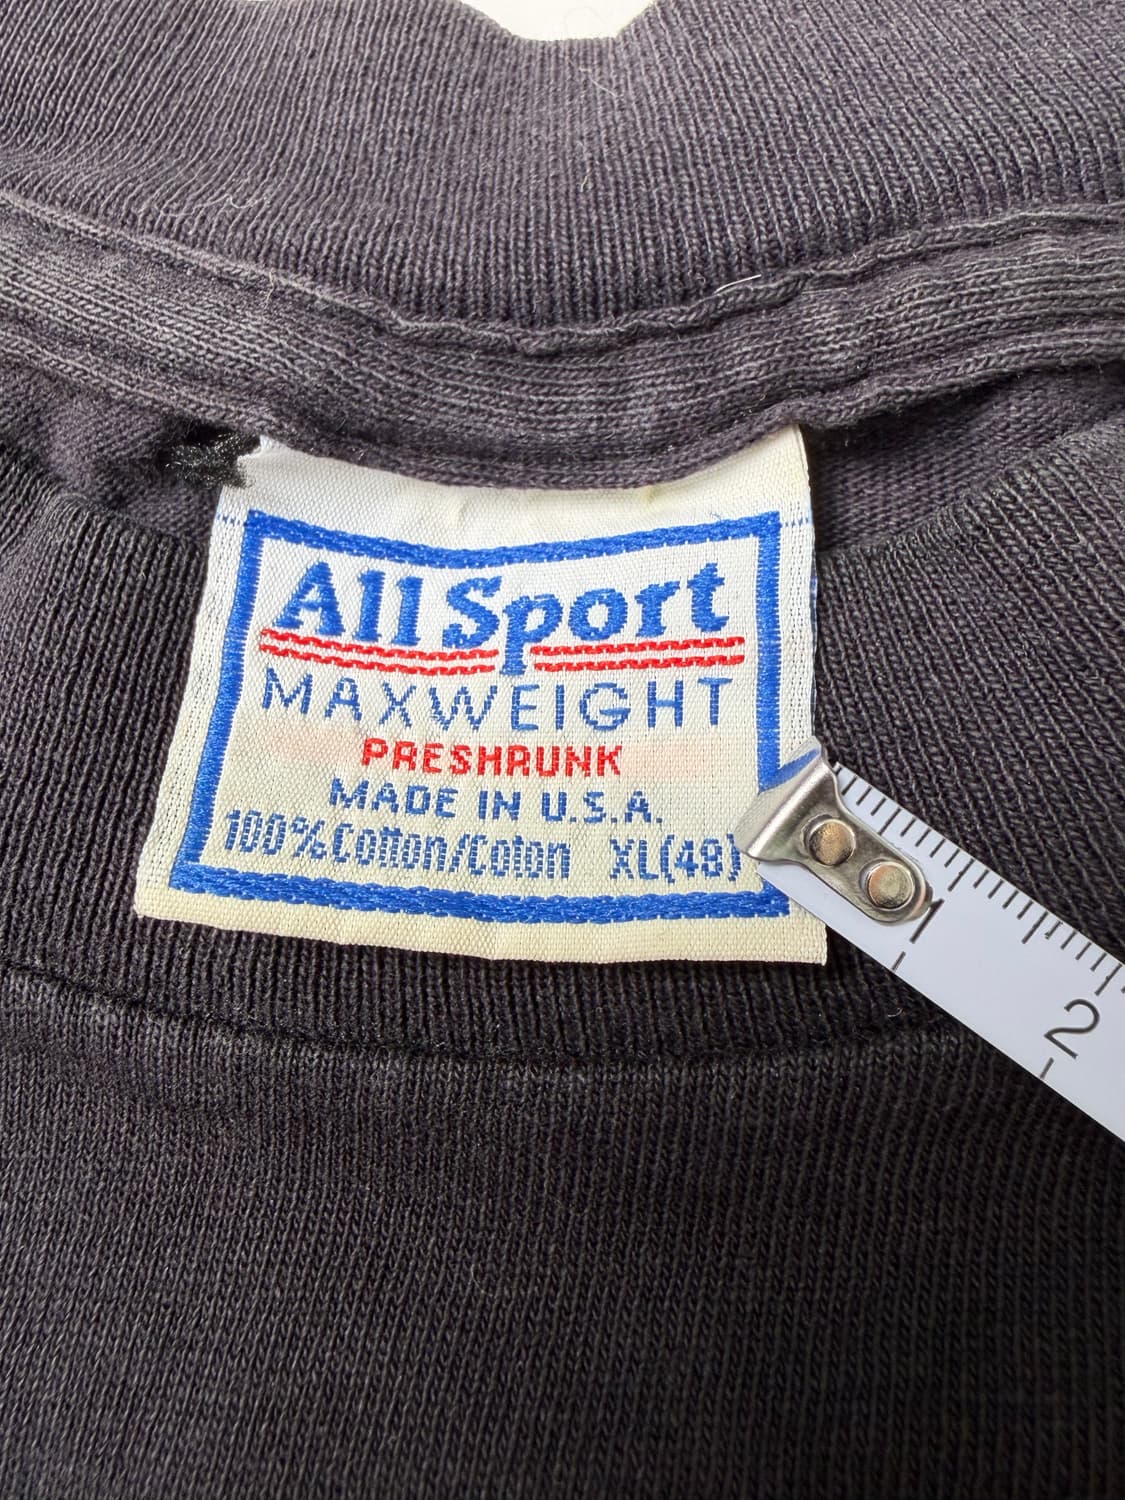 All Sport
MAXWEIGHT
PRESHRUNK
MADE IN U.S.A.
100% Cotton/Coton XL(48)
1
2